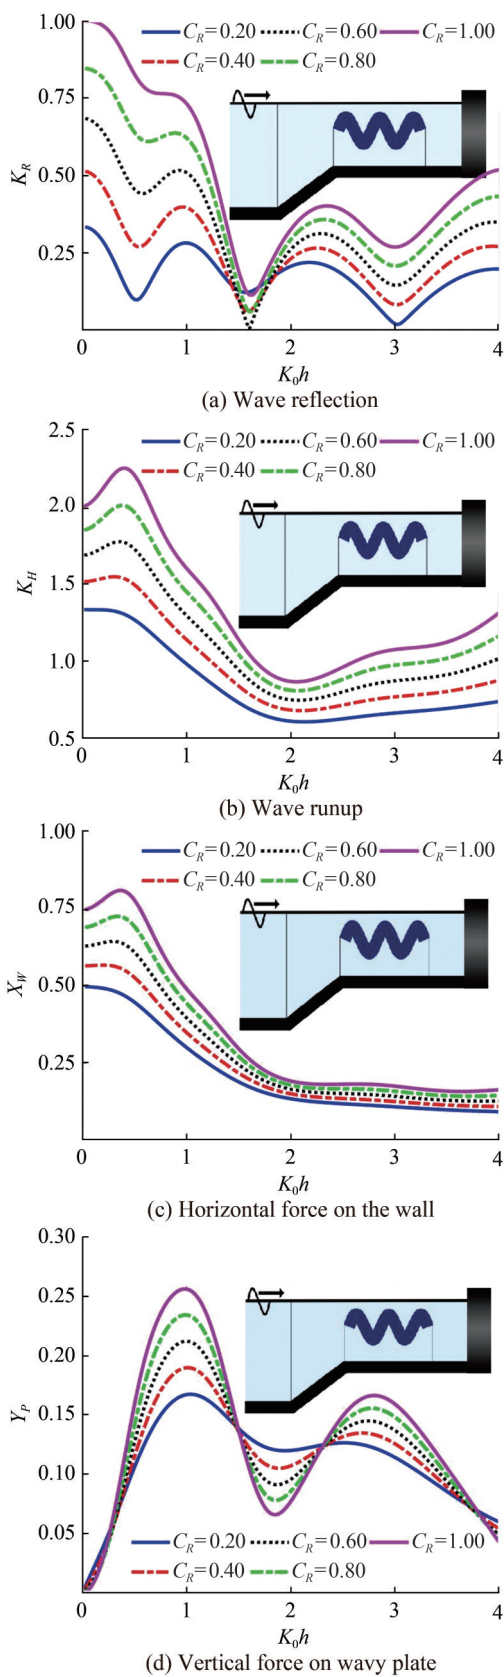 C_R=0.20 C_R=0.60 C_R=1.00
C_R=0.40 C_R=0.80
1.00
0.75
0.50
0.25
K_R
0 1 2 3 4
K_0h
(a) Wave reflection
C_R=0.20 C_R=0.60 C_R=1.00
C_R=0.40 C_R=0.80
2.5
2.0
1.5
1.0
0.5
K_H
0 1 2 3 4
K_0h
(b) Wave runup
C_R=0.20 C_R=0.60 C_R=1.00
C_R=0.40 C_R=0.80
1.00
0.75
0.50
0.25
X_W
0 1 2 3 4
K_0h
(c) Horizontal force on the wall
0.30
0.25
0.20
0.15
0.10
0.05
Y_P
C_R=0.20 C_R=0.60 C_R=1.00
C_R=0.40 C_R=0.80
0 1 2 3 4
K_0h
(d) Vertical force on wavy plate